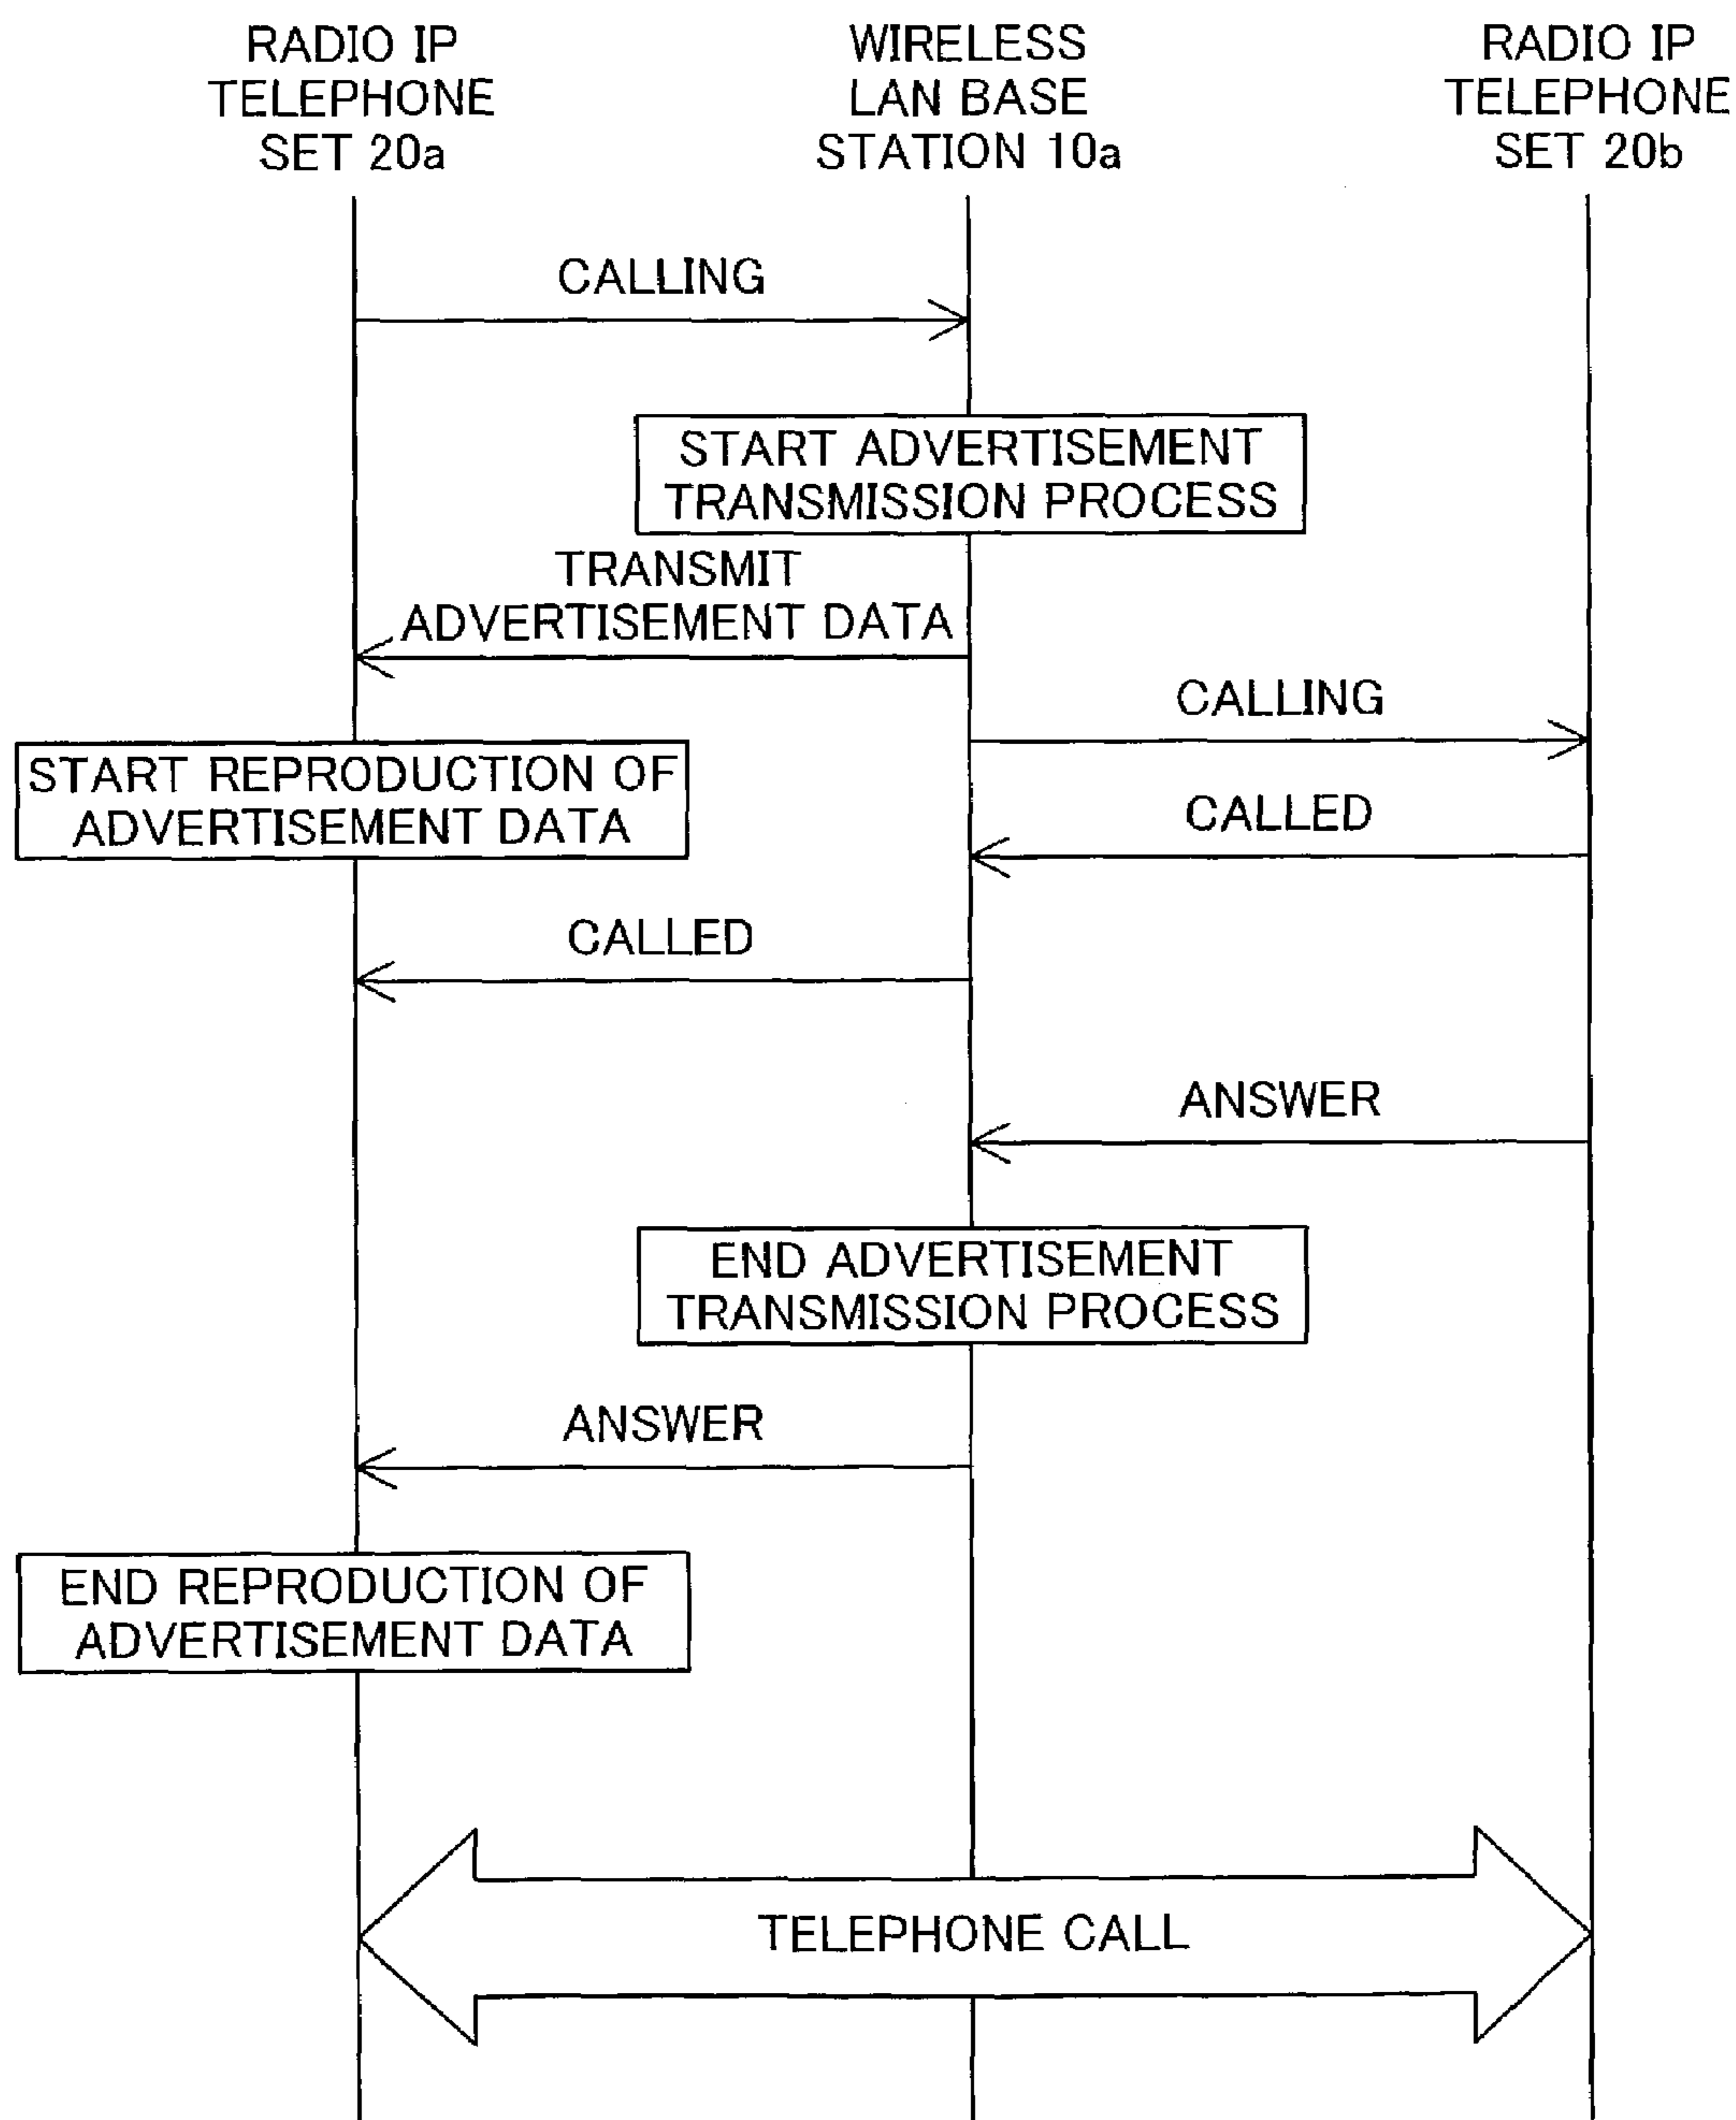 RADIO IP
TELEPHONE
SET 20a
WIRELESS
LAN BASE
STATION 10a
RADIO IP
TELEPHONE
SET 20b
CALLING
START ADVERTISEMENT
TRANSMISSION PROCESS
TRANSMIT
ADVERTISEMENT DATA
CALLING
START REPRODUCTION OF
ADVERTISEMENT DATA
CALLED
CALLED
ANSWER
END ADVERTISEMENT
TRANSMISSION PROCESS
ANSWER
END REPRODUCTION OF
ADVERTISEMENT DATA
TELEPHONE CALL